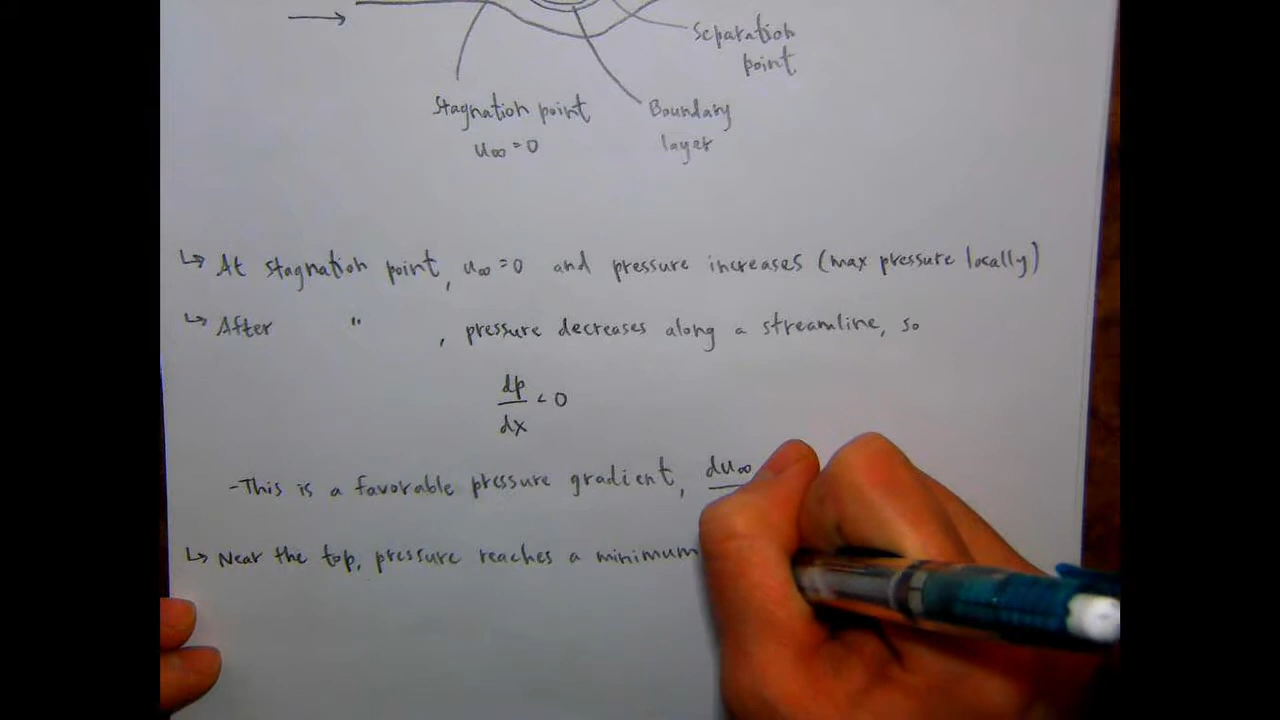 Separation
point
Stagnation point
u∞ = 0
Boundary
layer
↳ At stagnation point, u∞ = 0 and pressure increases (max pressure locally)
↳ After " , pressure decreases along a streamline, so
dp
dx
< 0
- This is a favorable pressure gradient, du∞
↳ Near the top, pressure reaches a minimum